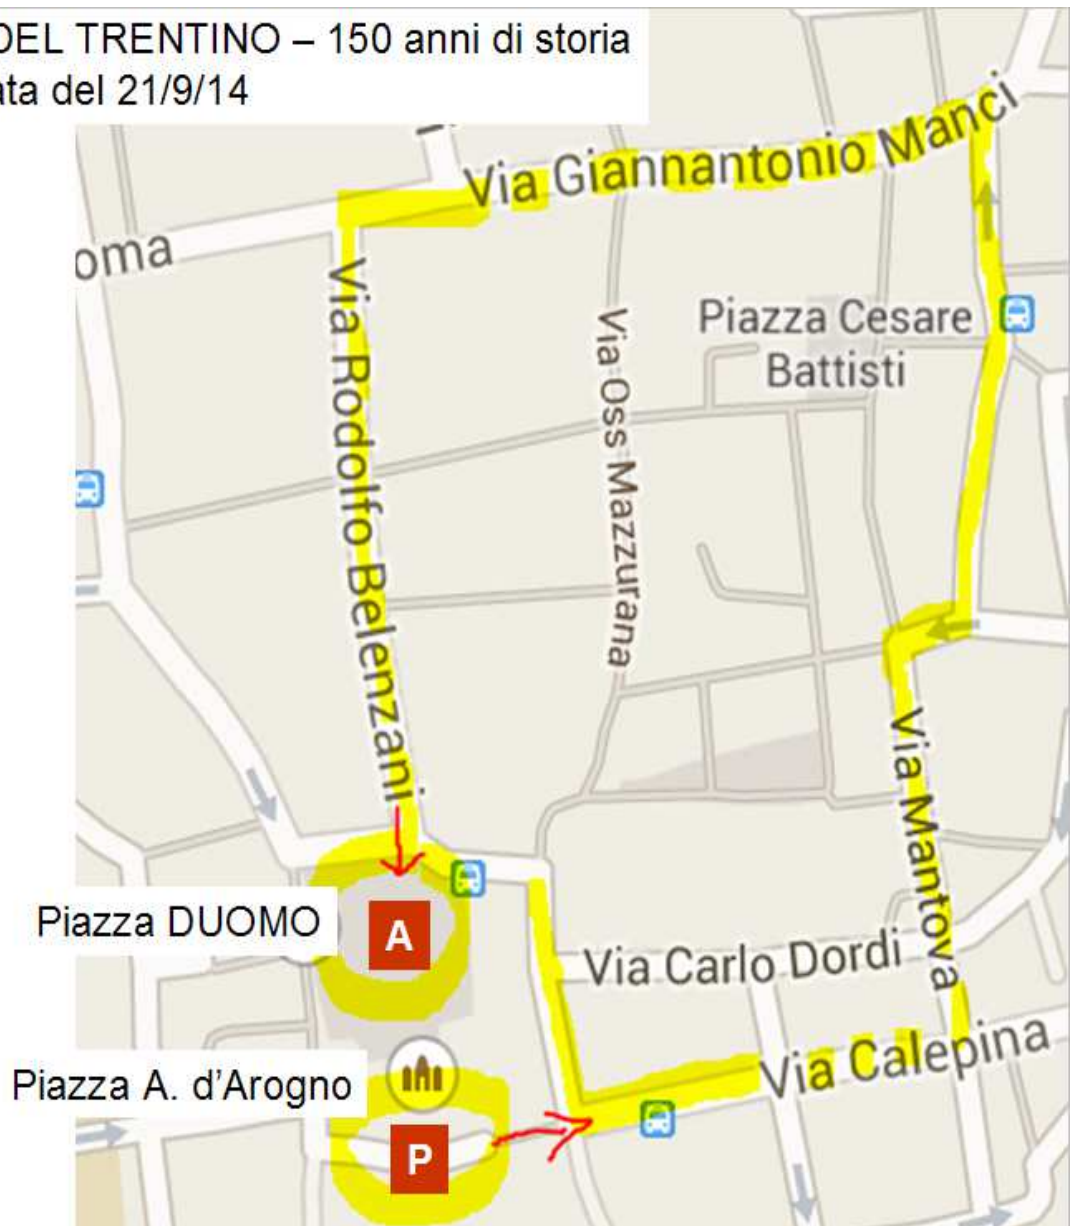 DEL TRENTINO – 150 anni di storia
ata del 21/9/14
Via Giannantonio Manci
oma
Via Rodolfo Belenzani
Via Oss Mazzurana
Piazza Cesare
Battisti
Via Mantova
Piazza DUOMO
A
Via Carlo Dordi
Piazza A. d'Arogno
Via Calepina
P